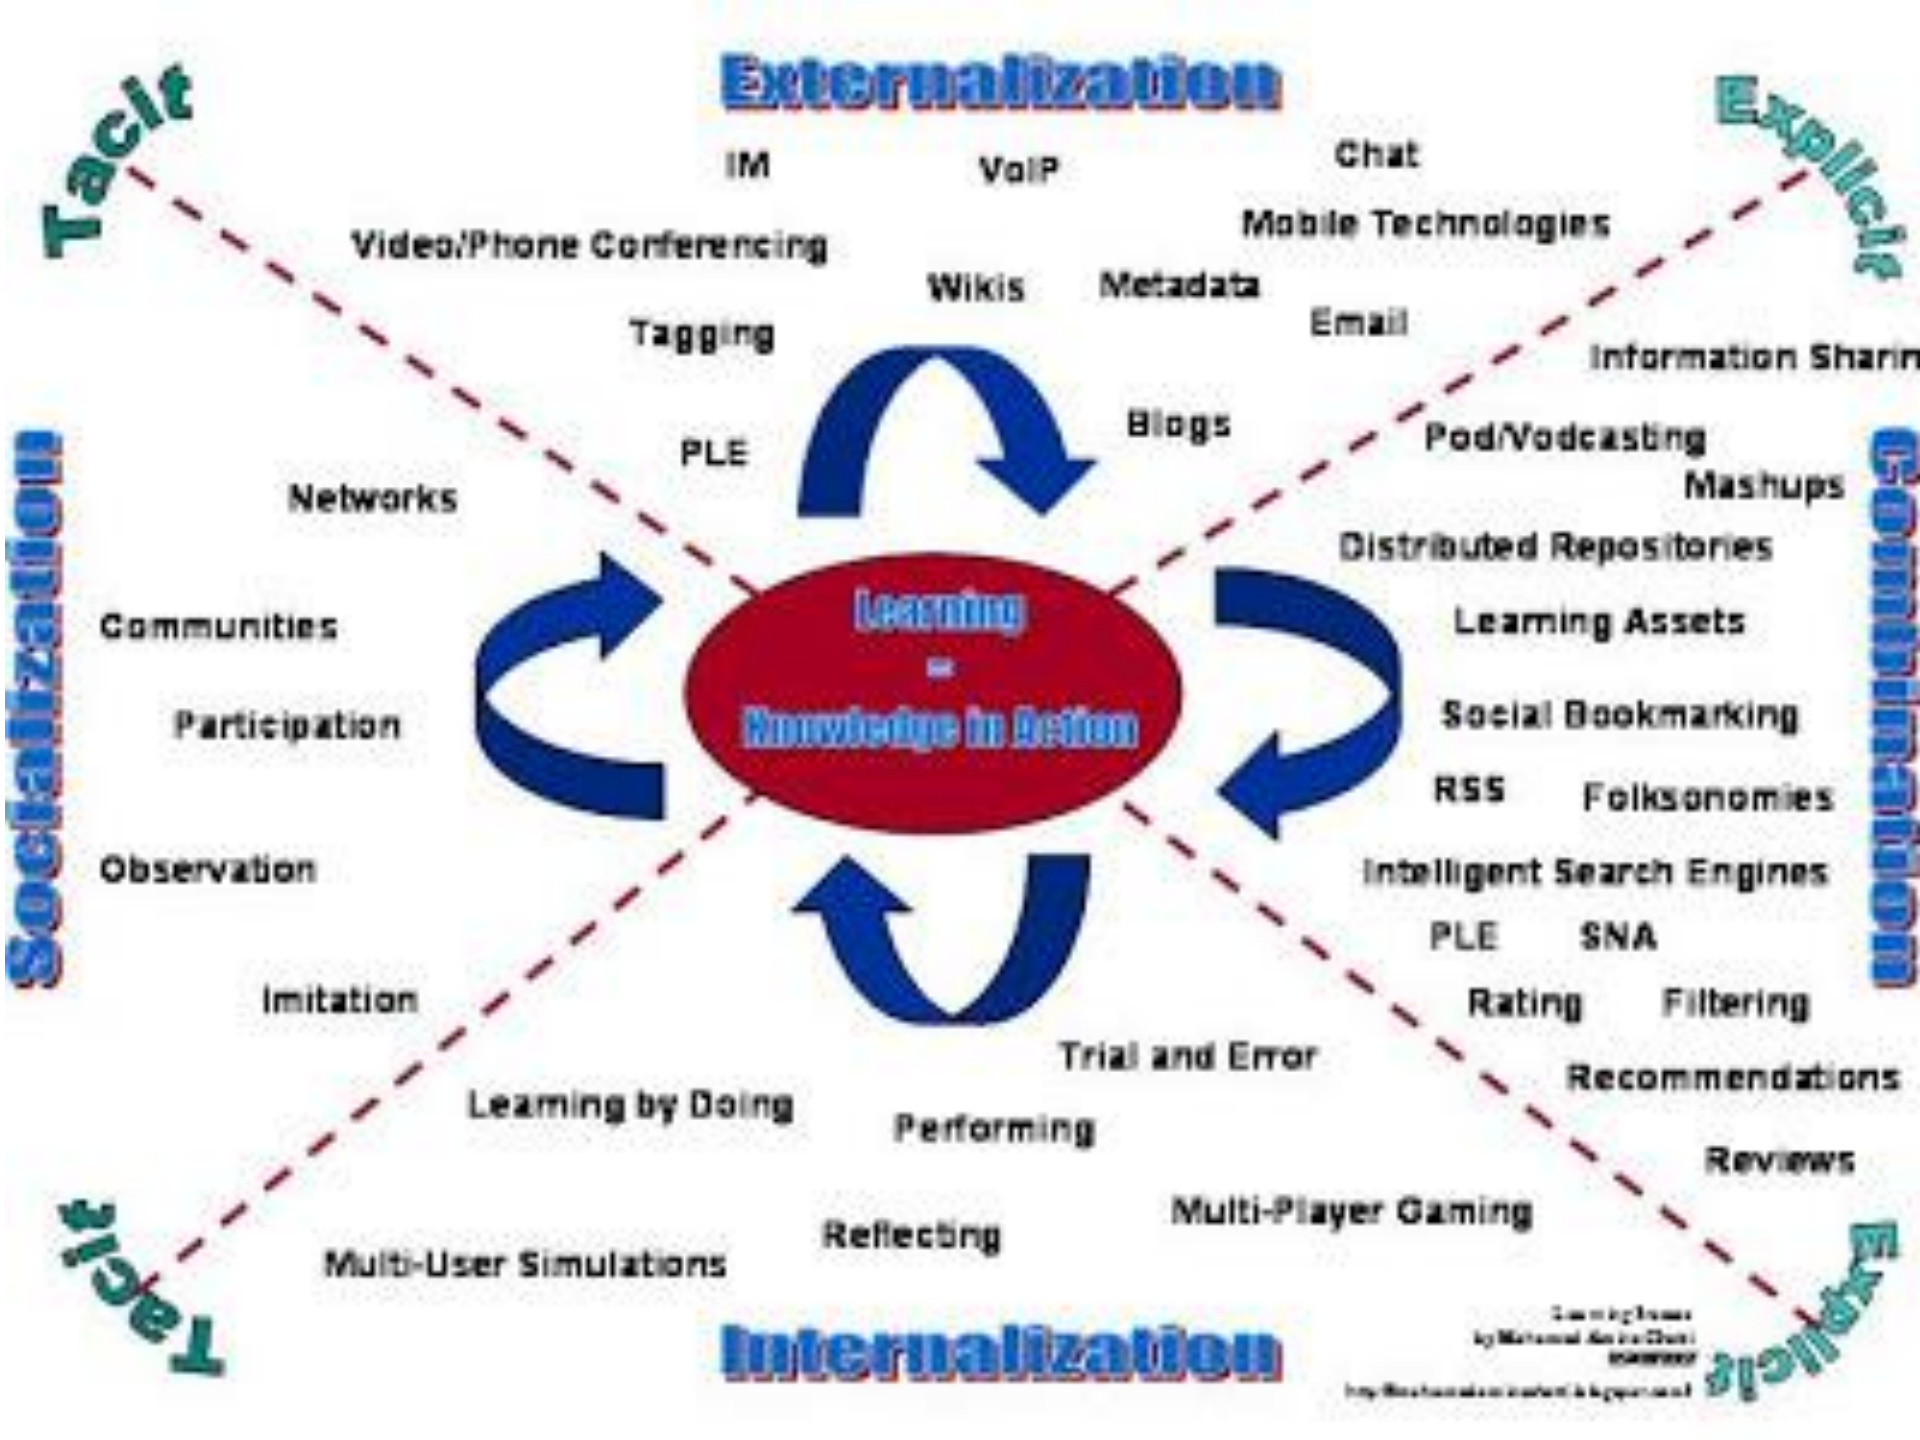 Externalization
Tacit
Explicit
IM
VoIP
Chat
Mobile Technologies
Video/Phone Conferencing
Wikis
Metadata
Email
Tagging
Information Sharin
Blogs
Pod/Vodcasting
PLE
Mashups
Networks
Socialization
Combination
Distributed Repositories
Learning
=
Knowledge in Action
Learning Assets
Communities
Participation
Social Bookmarking
RSS
Folksonomies
Observation
Intelligent Search Engines
PLE
SNA
Imitation
Rating
Filtering
Trial and Error
Recommendations
Learning by Doing
Performing
Reviews
Multi-Player Gaming
Reflecting
Multi-User Simulations
Tacit
Explicit
Internalization
Learning
by